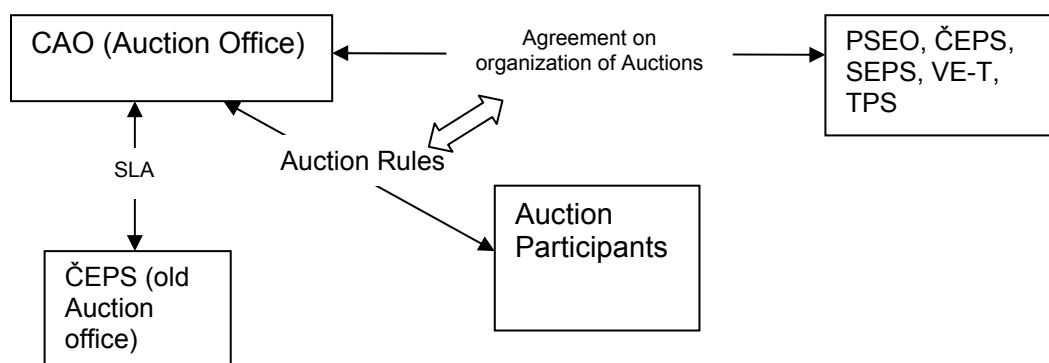 CAO (Auction Office)
Agreement on
organization of Auctions
PSEO, ČEPS,
SEPS, VE-T,
TPS
SLA
Auction Rules
Auction
Participants
ČEPS (old
Auction
office)